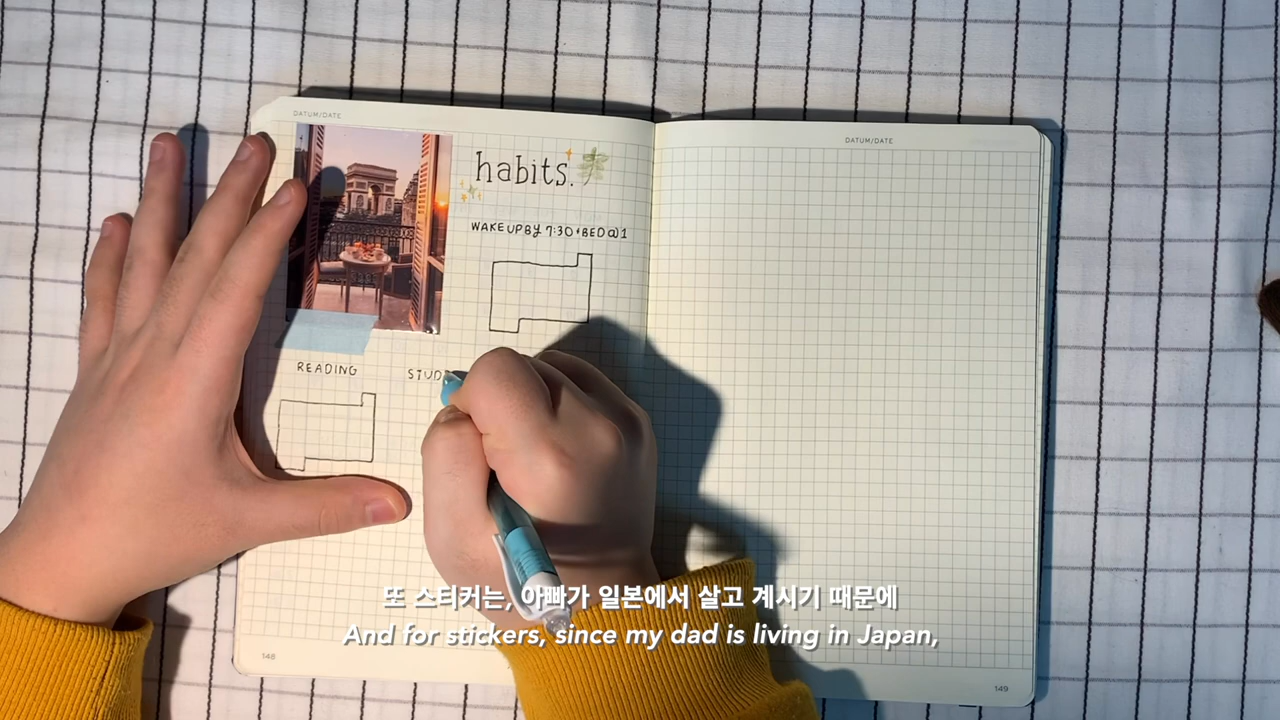 DATUM/DATE
DATUM/DATE
habits.
WAKE UP BY 7:30 & BED @ 1
READING
STUD
또 스티커는, 아빠가 일본에서 살고 계시기 때문에
And for stickers, since my dad is living in Japan,
148
149